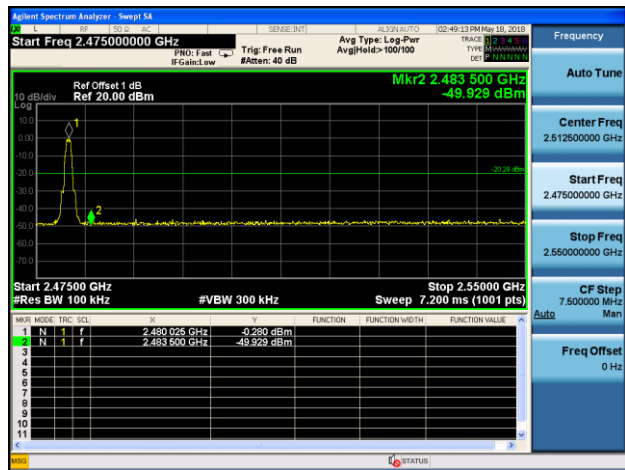 Agilent Spectrum Analyzer - Swept SA
L RF 50 Ω AC SENSE:INT ALIGN AUTO 02:49:13 PM May 18, 2018
Start Freq 2.475000000 GHz
PNO: Fast
IFGain:Low
Trig: Free Run
#Atten: 40 dB
Avg Type: Log-Pwr
Avg|Hold>100/100
TRACE 1 2 3 4 5 6
TYPE M
DET P N N N N N
Frequency
Auto Tune
Center Freq
2.512500000 GHz
Start Freq
2.475000000 GHz
Stop Freq
2.550000000 GHz
CF Step
7.500000 MHz
Auto Man
Freq Offset
0 Hz
Mkr2 2.483 500 GHz
-49.929 dBm
Ref Offset 1 dB
Ref 20.00 dBm
10 dB/div
Log
10.0
0.00
-10.0
-20.0
-30.0
-40.0
-50.0
-60.0
-70.0
1
2
-20.29 dBm
Start 2.47500 GHz Stop 2.55000 GHz
#Res BW 100 kHz #VBW 300 kHz Sweep 7.200 ms (1001 pts)
MKR MODE TRC SCL X Y FUNCTION FUNCTION WIDTH FUNCTION VALUE
1 N 1 f 2.480 025 GHz -0.280 dBm
2 N 1 f 2.483 500 GHz -49.929 dBm
3
4
5
6
7
8
9
10
11
MSG STATUS